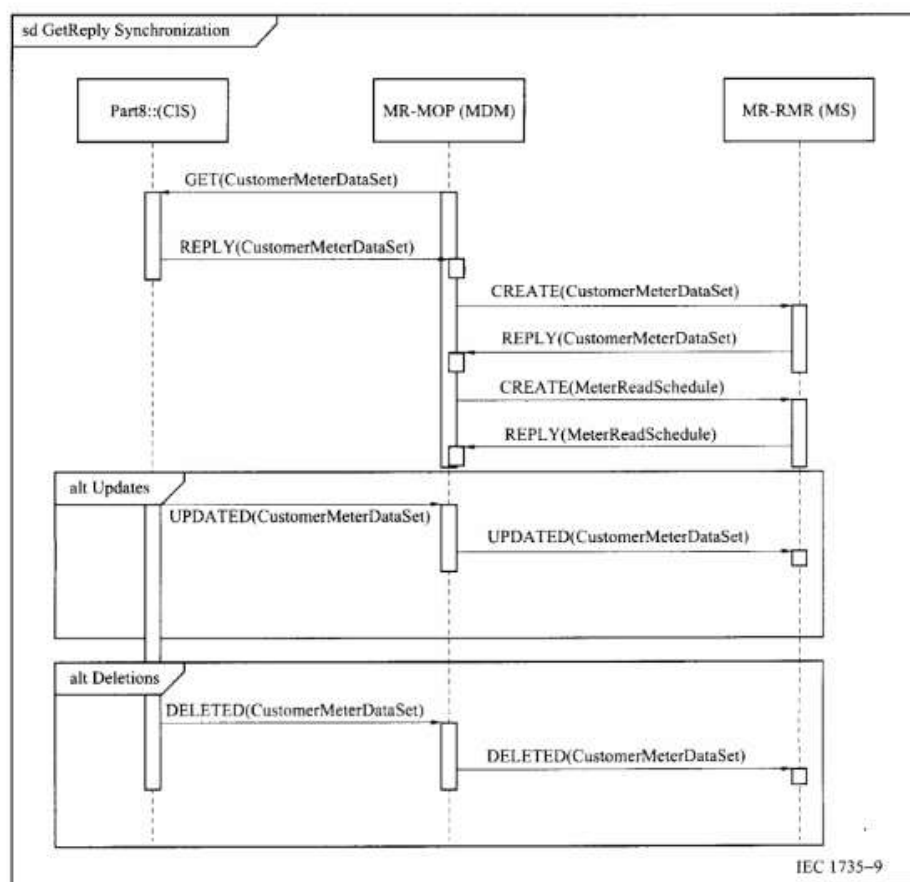 sd GetReply Synchronization
Part8::(CIS)
MR-MOP (MDM)
MR-RMR (MS)
GET(CustomerMeterDataSet)
REPLY(CustomerMeterDataSet)
CREATE(CustomerMeterDataSet)
REPLY(CustomerMeterDataSet)
CREATE(MeterReadSchedule)
REPLY(MeterReadSchedule)
alt Updates
UPDATED(CustomerMeterDataSet)
UPDATED(CustomerMeterDataSet)
alt Deletions
DELETED(CustomerMeterDataSet)
DELETED(CustomerMeterDataSet)
IEC 1735–9